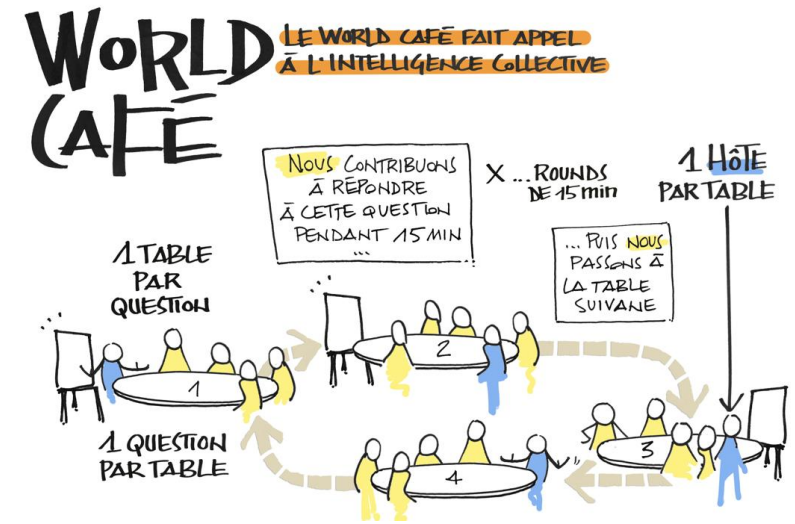 WORLD
CAFÉ
LE WORLD CAFÉ FAIT APPEL
À L'INTELLIGENCE COLLECTIVE
NOUS CONTRIBUONS
À RÉPONDRE
À CETTE QUESTION
PENDANT 15 MIN
...
X ... ROUNDS
DE 15 min
1 HÔTE
PAR TABLE
... PUIS NOUS
PASSONS À
LA TABLE
SUIVANE
1 TABLE
PAR
QUESTION
1
2
3
4
1 QUESTION
PAR TABLE